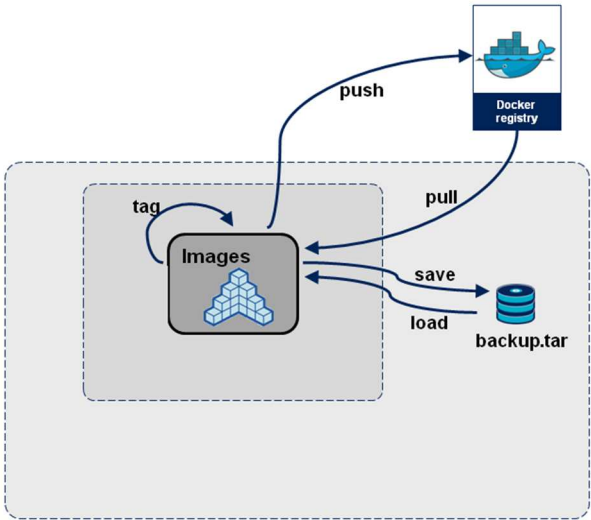 push
Docker
registry
tag
pull
Images
save
load
backup.tar